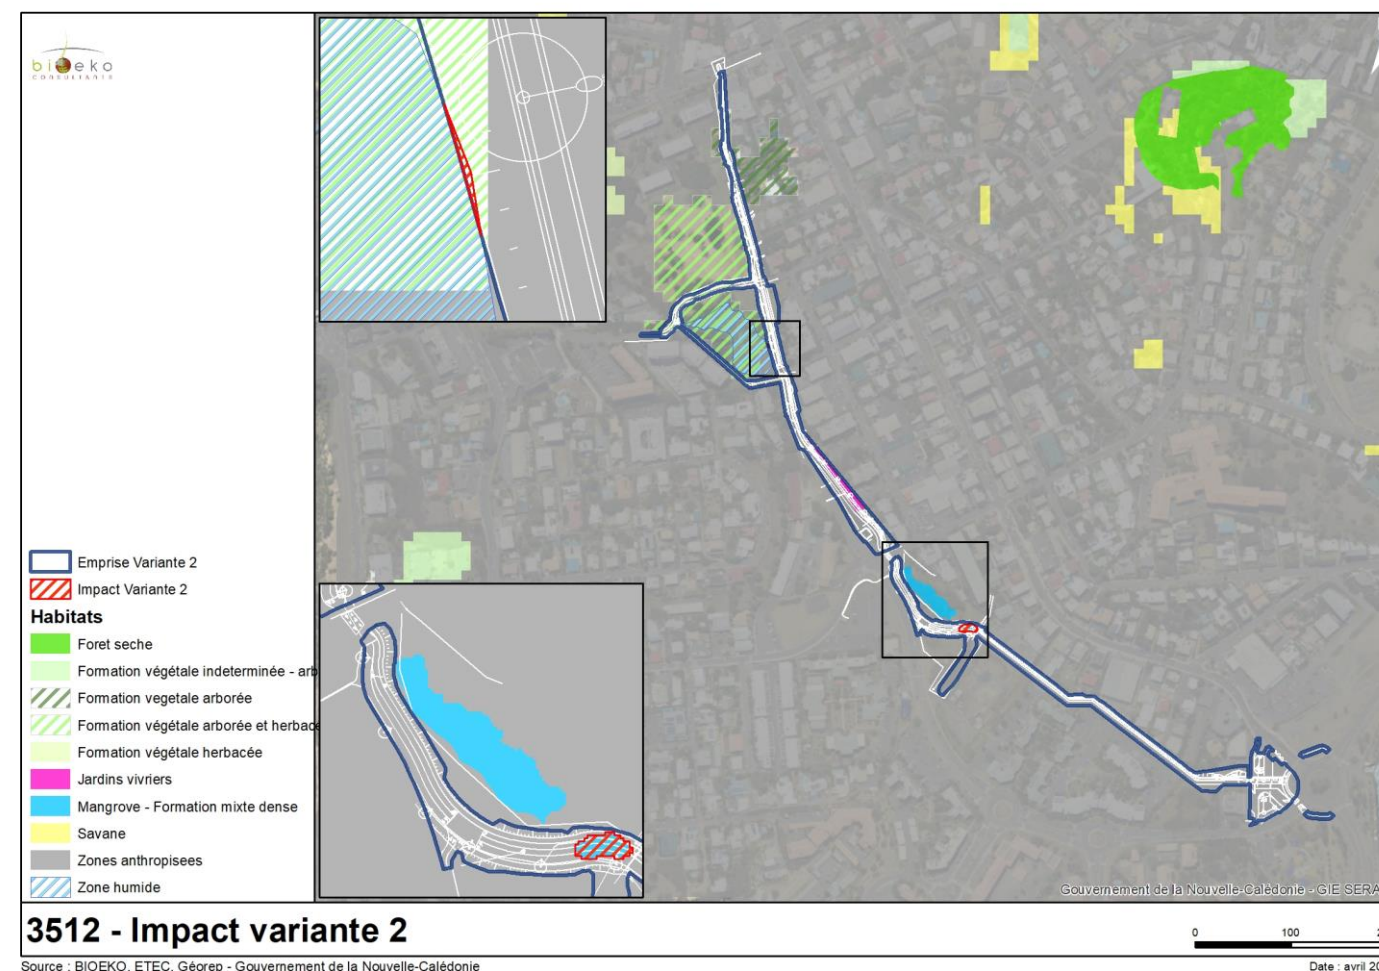 bioeko
CONSULTANTS
Emprise Variante 2
Impact Variante 2
Habitats
Foret seche
Formation végétale indeterminée - arb
Formation vegetale arborée
Formation végétale arborée et herbacé
Formation végétale herbacée
Jardins vivriers
Mangrove - Formation mixte dense
Savane
Zones anthropisees
Zone humide
Gouvernement de la Nouvelle-Calédonie - GIE SERA
3512 - Impact variante 2
0 100 2
Source : BIOEKO, ETEC, Géorep - Gouvernement de la Nouvelle-Calédonie
Date : avril 20